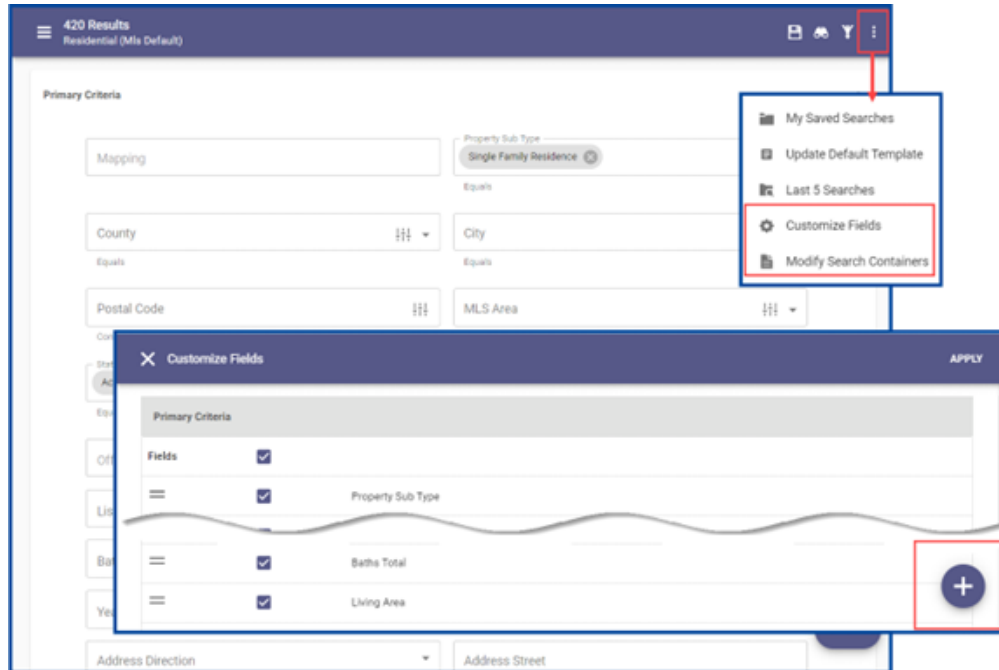 420 Results
Residential (Mls Default)
Primary Criteria
My Saved Searches
Update Default Template
Last 5 Searches
Customize Fields
Modify Search Containers
Mapping
Property Sub Type
Single Family Residence
Equals
County
City
Equals
Equals
Postal Code
MLS Area
Customize Fields
APPLY
Primary Criteria
Fields
Property Sub Type
Baths Total
Living Area
Address Direction
Address Street